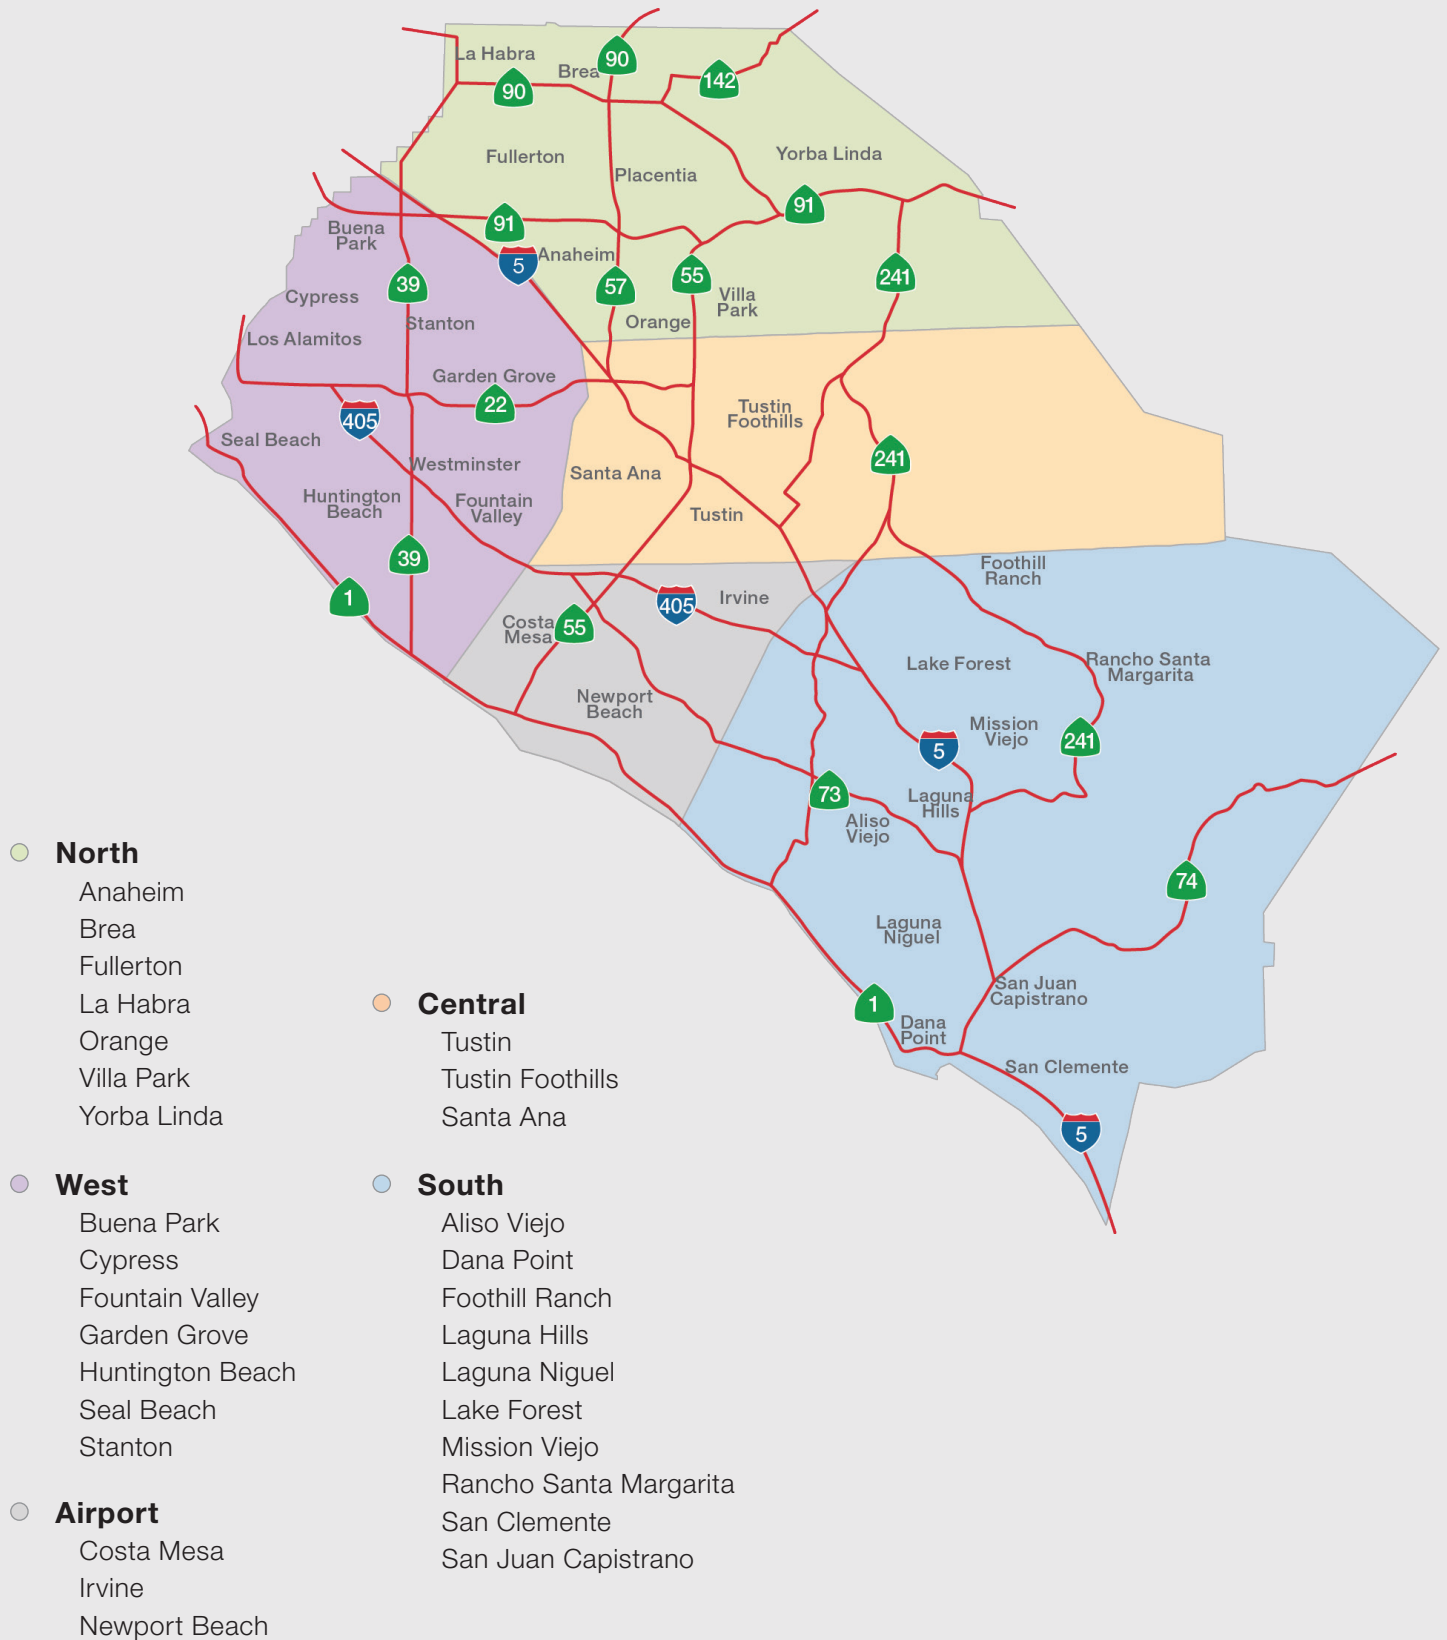 La Habra
Brea
90
90
142
Fullerton
Placentia
Yorba Linda
91
91
Buena
Park
5
Anaheim
39
57
55
241
Cypress
Villa
Park
Stanton
Orange
Los Alamitos
Garden Grove
22
405
Tustin
Foothills
Seal Beach
Westminster
Santa Ana
241
Huntington
Beach
Fountain
Valley
Tustin
39
Foothill
Ranch
1
405
Irvine
Costa
Mesa
55
Lake Forest
Rancho Santa
Margarita
Newport
Beach
Mission
Viejo
5
241
73
Laguna
Hills
Aliso
Viejo
74
Laguna
Niguel
1
San Juan
Capistrano
Dana
Point
San Clemente
5
North
Anaheim
Brea
Fullerton
La Habra
Orange
Villa Park
Yorba Linda
West
Buena Park
Cypress
Fountain Valley
Garden Grove
Huntington Beach
Seal Beach
Stanton
Airport
Costa Mesa
Irvine
Newport Beach
Central
Tustin
Tustin Foothills
Santa Ana
South
Aliso Viejo
Dana Point
Foothill Ranch
Laguna Hills
Laguna Niguel
Lake Forest
Mission Viejo
Rancho Santa Margarita
San Clemente
San Juan Capistrano